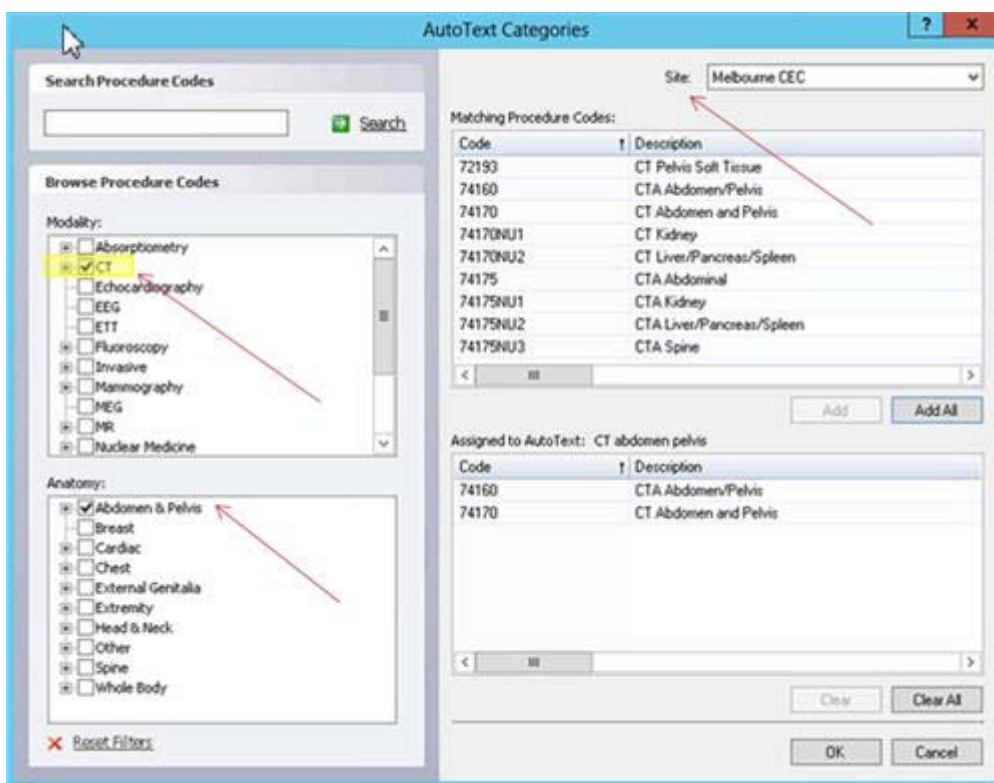 AutoText Categories
?
x
Search Procedure Codes
Search
Browse Procedure Codes
Modality:
Absorptiometry
CT
Echocardiography
EEG
ETT
Fluoroscopy
Invasive
Mammography
MEG
MR
Nuclear Medicine
Anatomy:
Abdomen & Pelvis
Breast
Cardiac
Chest
External Genitalia
Extremity
Head & Neck
Other
Spine
Whole Body
Reset Filters
Site: Melbourne CEC
Matching Procedure Codes:
Code Description
72193 CT Pelvis Soft Tissue
74160 CTA Abdomen/Pelvis
74170 CT Abdomen and Pelvis
74170NU1 CT Kidney
74170NU2 CT Liver/Pancreas/Spleen
74175 CTA Abdominal
74175NU1 CTA Kidney
74175NU2 CTA Liver/Pancreas/Spleen
74175NU3 CTA Spine
Add Add All
Assigned to AutoText: CT abdomen pelvis
Code Description
74160 CTA Abdomen/Pelvis
74170 CT Abdomen and Pelvis
Clear Clear All
OK Cancel